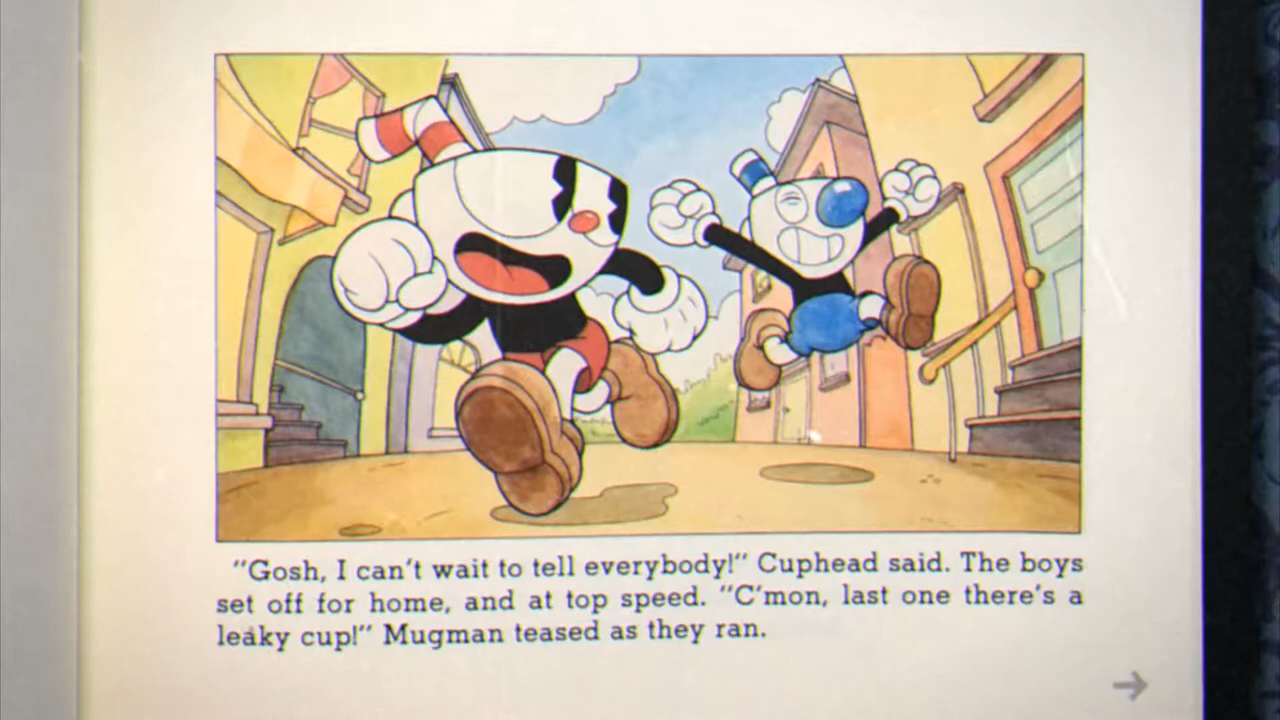 "Gosh, I can't wait to tell everybody!" Cuphead said. The boys
set off for home, and at top speed. "C'mon, last one there's a
leaky cup!" Mugman teased as they ran.